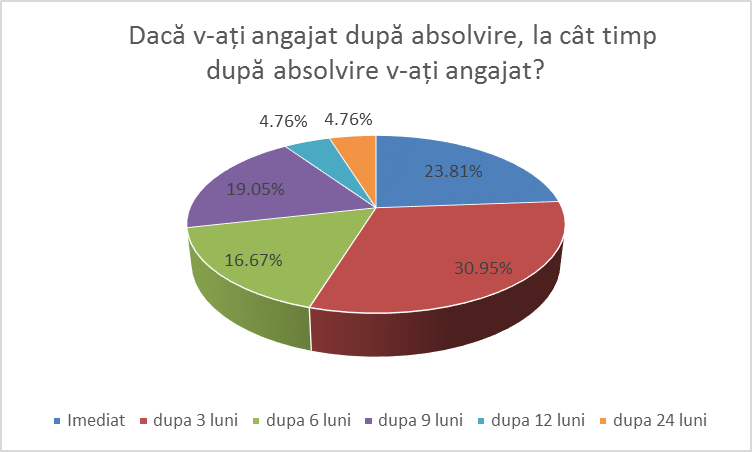 Dacă v-ați angajat după absolvire, la cât timp
după absolvire v-ați angajat?
4.76%
4.76%
23.81%
19.05%
16.67%
30.95%
Imediat
dupa 3 luni
dupa 6 luni
dupa 9 luni
dupa 12 luni
dupa 24 luni